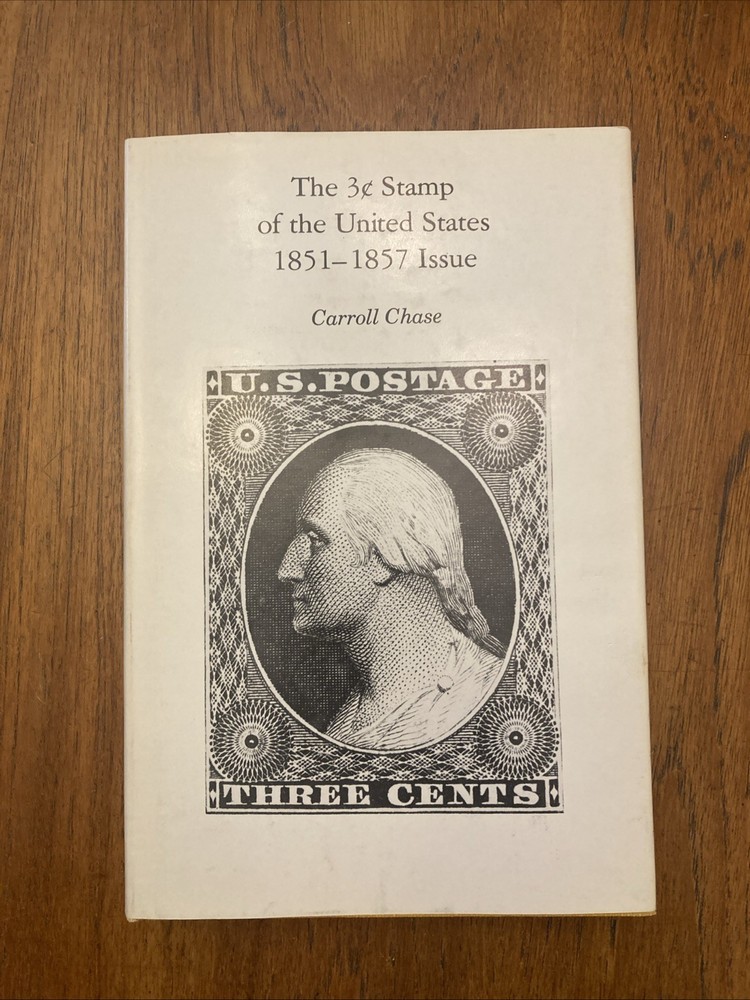 The 3¢ Stamp
of the United States
1851–1857 Issue
Carroll Chase
U.S.POSTAGE
THREE CENTS